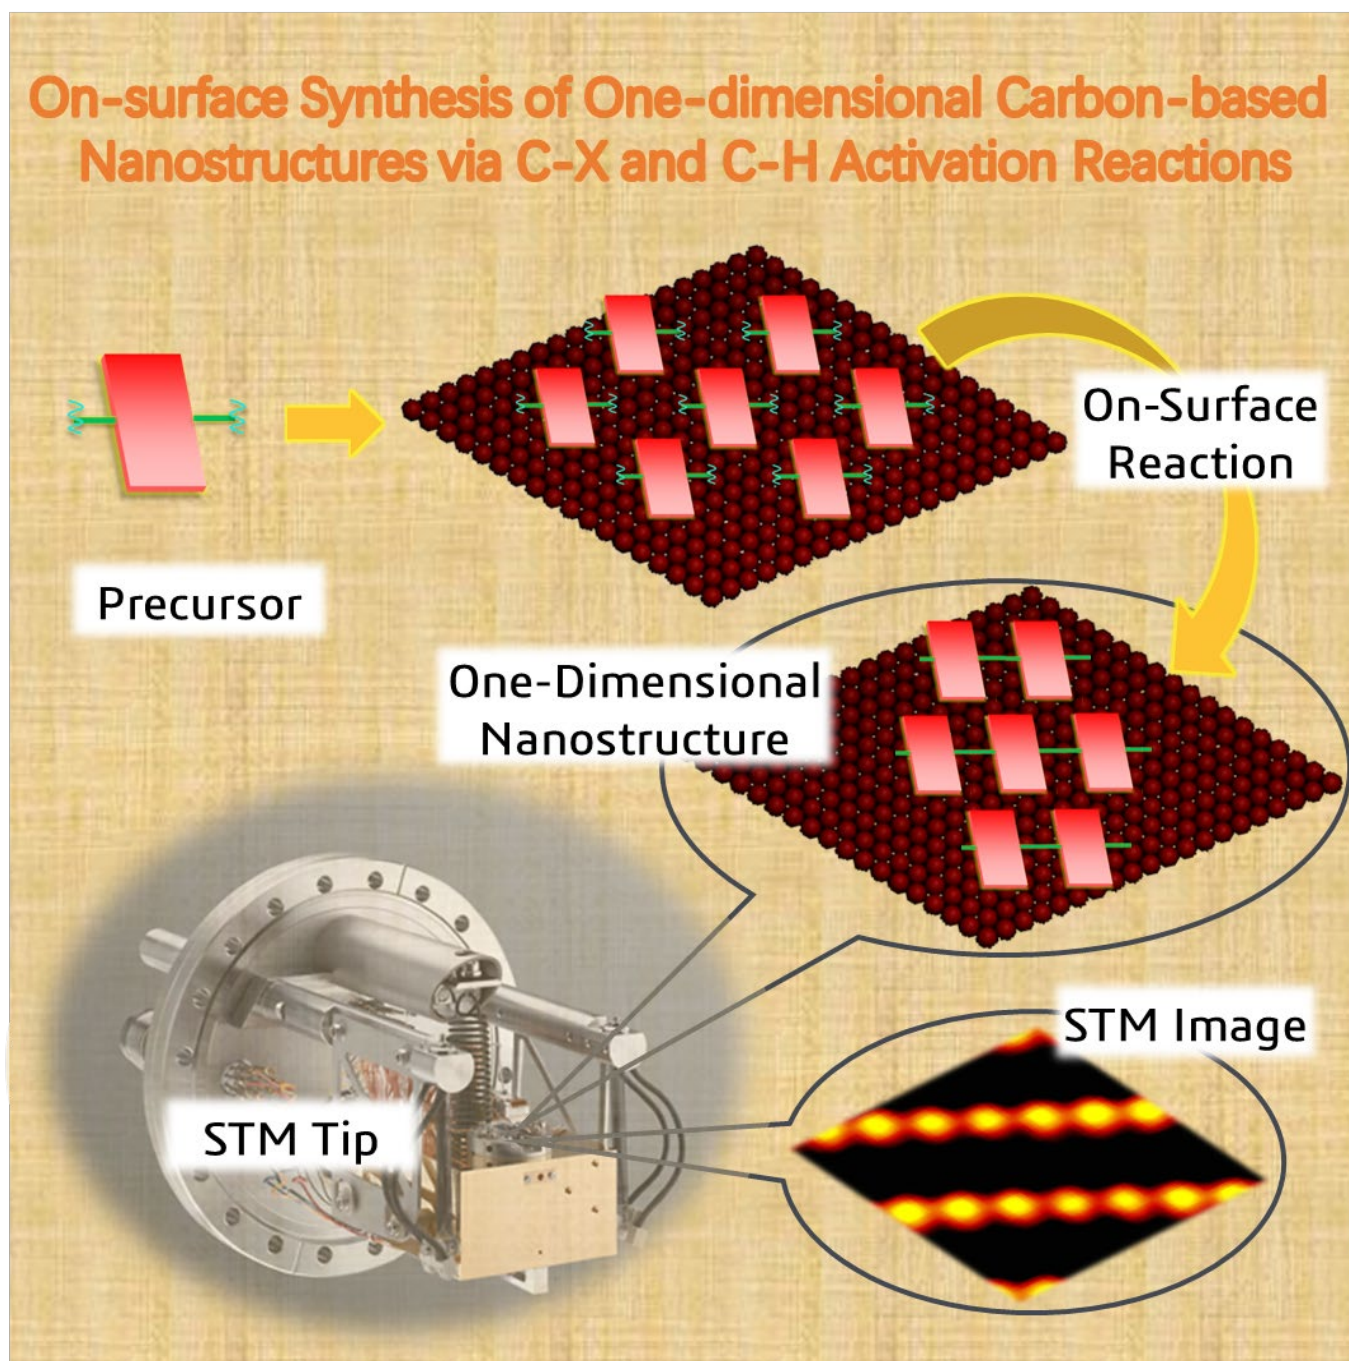 On-surface Synthesis of One-dimensional Carbon-based
Nanostructures via C-X and C-H Activation Reactions
On-Surface
Reaction
Precursor
One-Dimensional
Nanostructure
STM Image
STM Tip